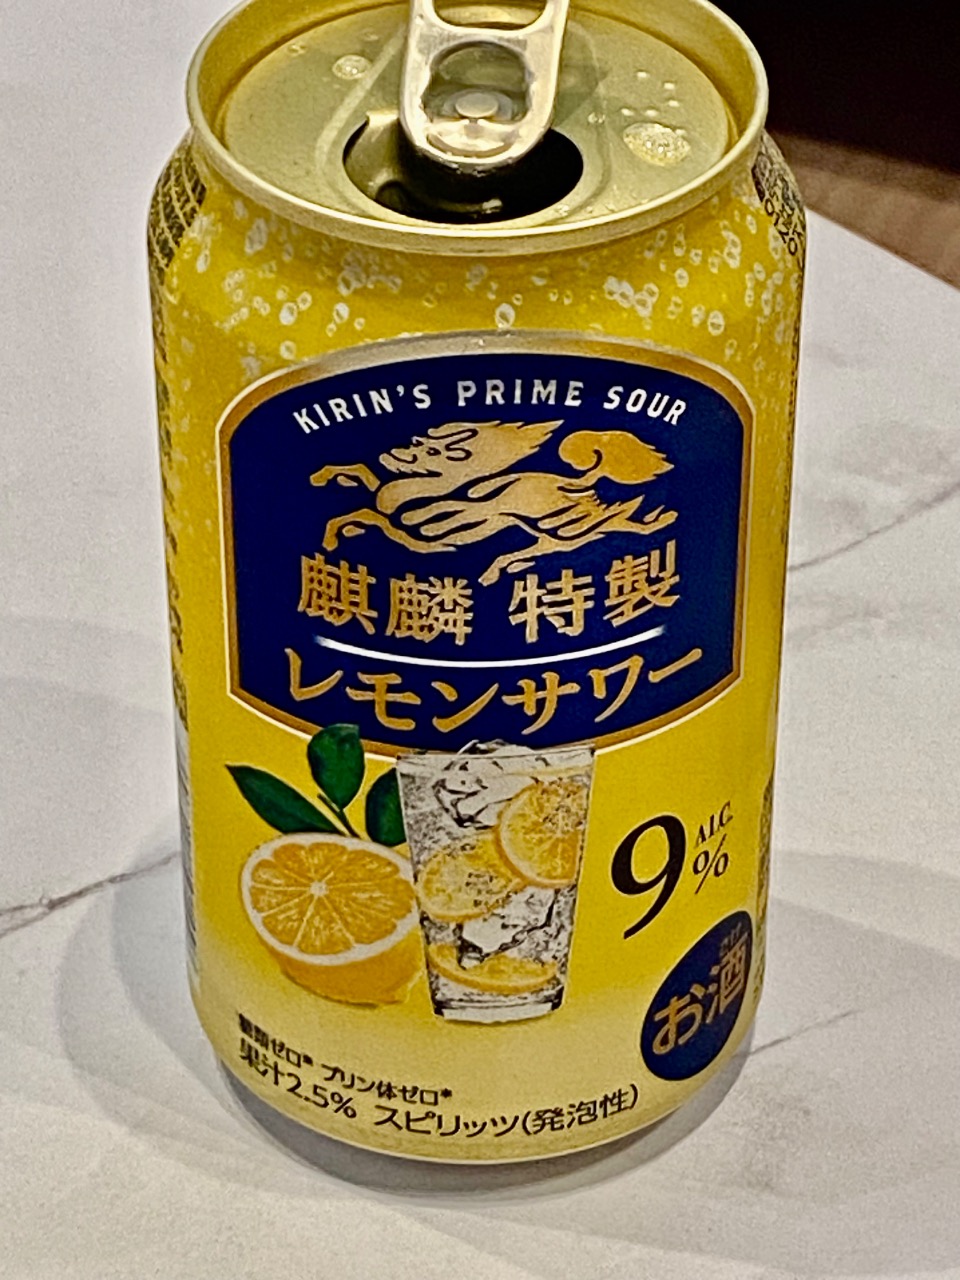 KIRIN'S PRIME SOUR
麒麟 特製
レモンサワー
9%
ALC.
お酒
糖類ゼロ* プリン体ゼロ*
果汁2.5% スピリッツ(発泡性)